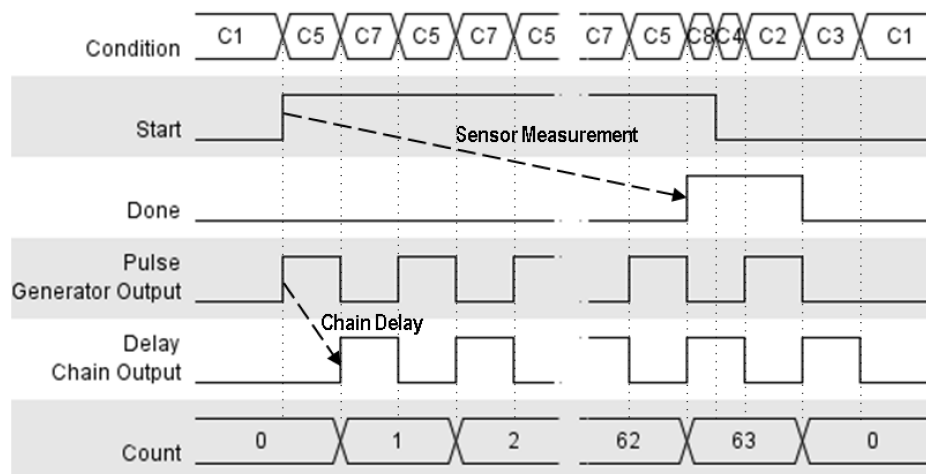 Condition C1 C5 C7 C5 C7 C5 C7 C5 C8 C4 C2 C3 C1
Start
Sensor Measurement
Done
Pulse
Generator Output
Chain Delay
Delay
Chain Output
Count 0 1 2 62 63 0